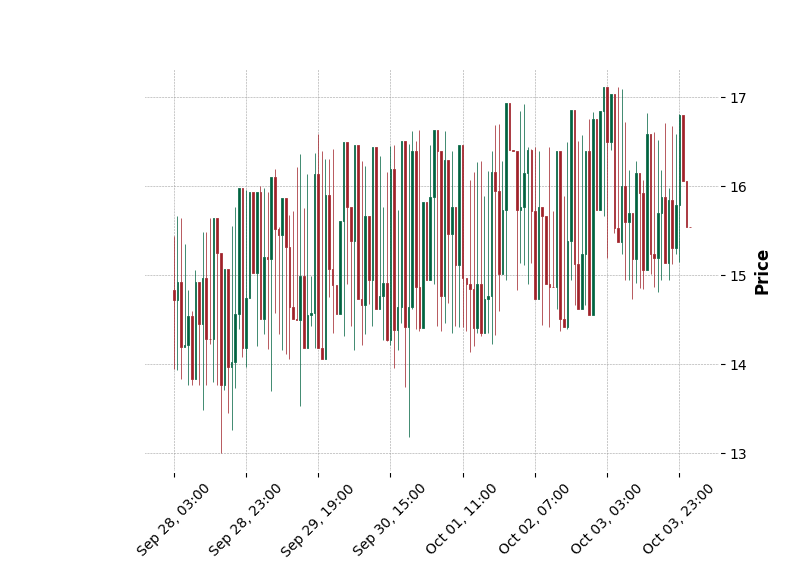 17
16
15
14
13
Price
Sep 28, 03:00
Sep 28, 23:00
Sep 29, 19:00
Sep 30, 15:00
Oct 01, 11:00
Oct 02, 07:00
Oct 03, 03:00
Oct 03, 23:00